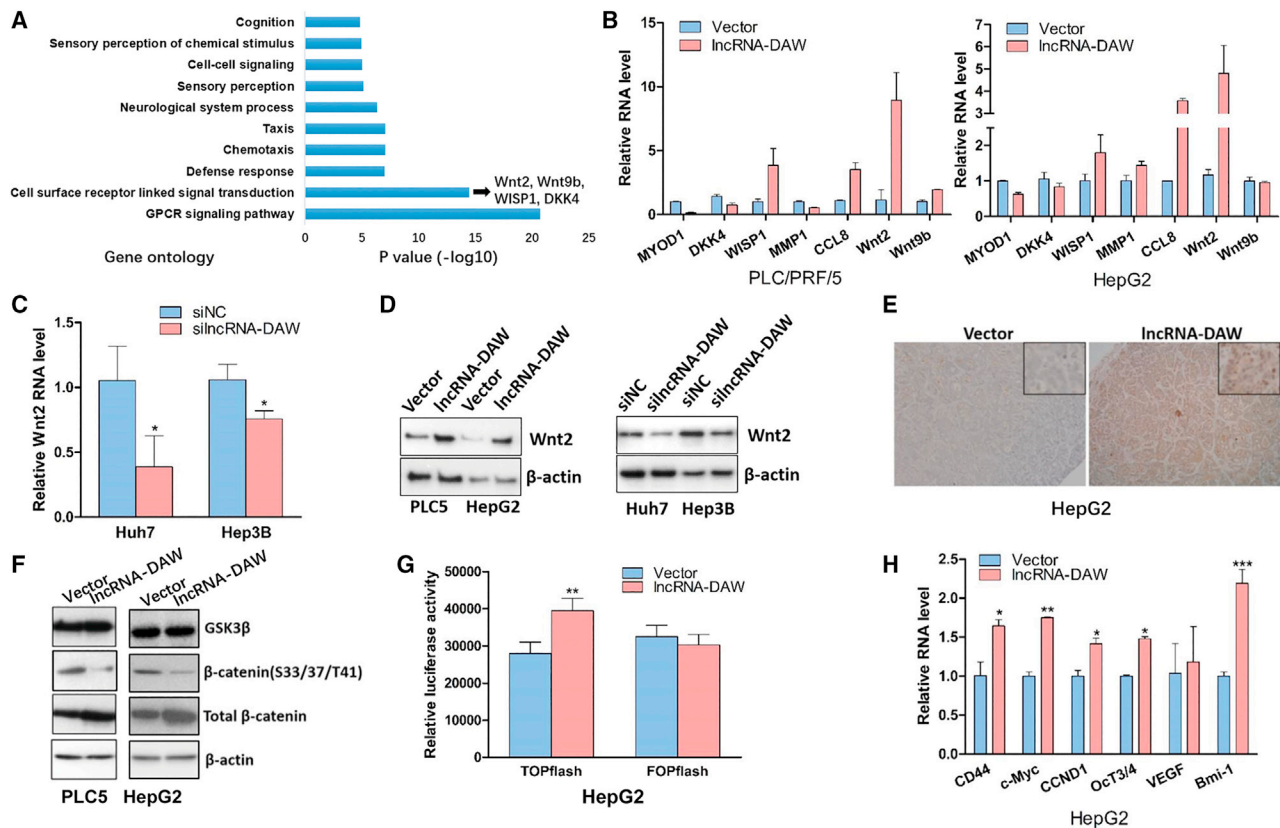 A
Cognition
Sensory perception of chemical stimulus
Cell-cell signaling
Sensory perception
Neurological system process
Taxis
Chemotaxis
Defense response
Cell surface receptor linked signal transduction
GPCR signaling pathway
Wnt2, Wnt9b,
WISP1, DKK4
0 5 10 15 20 25
Gene ontology P value (-log10)
B
Vector
lncRNA-DAW
Relative RNA level
15
10
5
0
MYOD1 DKK4 WISP1 MMP1 CCL8 Wnt2 Wnt9b
PLC/PRF/5
Vector
lncRNA-DAW
Relative RNA level
7
6
5
4
3
2
1
0
MYOD1 DKK4 WISP1 MMP1 CCL8 Wnt2 Wnt9b
HepG2
C
siNC
silncRNA-DAW
Relative Wnt2 RNA level
1.5
1.0
0.5
0.0
* *
Huh7 Hep3B
D
Vector lncRNA-DAW Vector lncRNA-DAW
Wnt2
β-actin
PLC5 HepG2
siNC silncRNA-DAW siNC silncRNA-DAW
Wnt2
β-actin
Huh7 Hep3B
E
Vector lncRNA-DAW
HepG2
F
Vector lncRNA-DAW Vector lncRNA-DAW
GSK3β
β-catenin(S33/37/T41)
Total β-catenin
β-actin
PLC5 HepG2
G
Vector
lncRNA-DAW
Relative luciferase activity
50000
40000
30000
20000
10000
0
**
TOPflash FOPflash
HepG2
H
Vector
lncRNA-DAW
Relative RNA level
2.5
2.0
1.5
1.0
0.5
0.0
* ** * * ***
CD44 c-Myc CCND1 OcT3/4 VEGF Bmi-1
HepG2